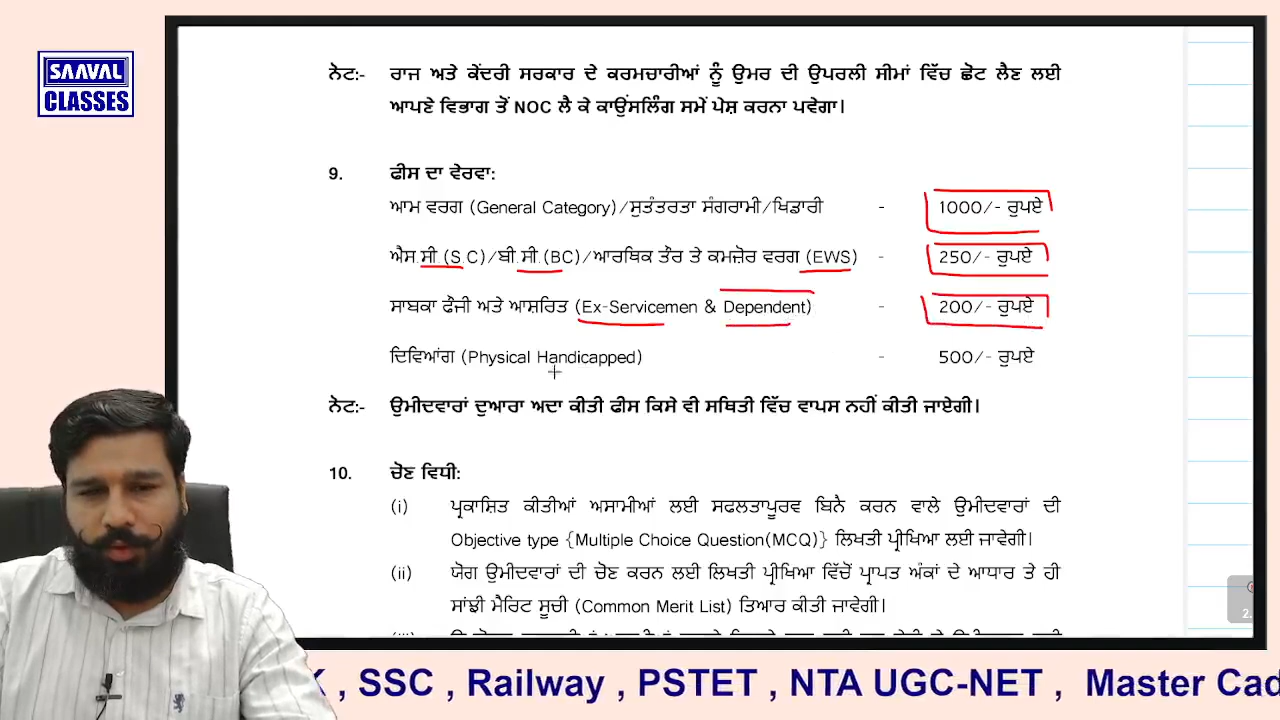 SAAVAL
CLASSES
ਨੋਟ:- ਰਾਜ ਅਤੇ ਕੇਂਦਰੀ ਸਰਕਾਰ ਦੇ ਕਰਮਚਾਰੀਆਂ ਨੂੰ ਉਮਰ ਦੀ ਉਪਰਲੀ ਸੀਮਾਂ ਵਿੱਚ ਛੋਟ ਲੈਣ ਲਈ
ਆਪਣੇ ਵਿਭਾਗ ਤੋਂ NOC ਲੈ ਕੇ ਕਾਊਂਸਲਿੰਗ ਸਮੇਂ ਪੇਸ਼ ਕਰਨਾ ਪਵੇਗਾ।
9. ਫੀਸ ਦਾ ਵੇਰਵਾ:
ਆਮ ਵਰਗ (General Category)/ਸੁਤੰਤਰਤਾ ਸੰਗਰਾਮੀ/ਖਿਡਾਰੀ - 1000/- ਰੁਪਏ
ਐਸ.ਸੀ.(S.C)/ਬੀ.ਸੀ.(BC)/ਆਰਥਿਕ ਤੌਰ ਤੇ ਕਮਜ਼ੋਰ ਵਰਗ (EWS) - 250/- ਰੁਪਏ
ਸਾਬਕਾ ਫੌਜੀ ਅਤੇ ਆਸ਼ਰਿਤ (Ex-Servicemen & Dependent) - 200/- ਰੁਪਏ
ਦਿਵਿਆਂਗ (Physical Handicapped) - 500/- ਰੁਪਏ
ਨੋਟ:- ਉਮੀਦਵਾਰਾਂ ਦੁਆਰਾ ਅਦਾ ਕੀਤੀ ਫੀਸ ਕਿਸੇ ਵੀ ਸਥਿਤੀ ਵਿੱਚ ਵਾਪਸ ਨਹੀਂ ਕੀਤੀ ਜਾਏਗੀ।
10. ਚੋਣ ਵਿਧੀ:
(i) ਪ੍ਰਕਾਸ਼ਿਤ ਕੀਤੀਆਂ ਅਸਾਮੀਆਂ ਲਈ ਸਫਲਤਾਪੂਰਵ ਬਿਨੈ ਕਰਨ ਵਾਲੇ ਉਮੀਦਵਾਰਾਂ ਦੀ
Objective type {Multiple Choice Question(MCQ)} ਲਿਖਤੀ ਪ੍ਰੀਖਿਆ ਲਈ ਜਾਵੇਗੀ।
(ii) ਯੋਗ ਉਮੀਦਵਾਰਾਂ ਦੀ ਚੋਣ ਕਰਨ ਲਈ ਲਿਖਤੀ ਪ੍ਰੀਖਿਆ ਵਿੱਚੋਂ ਪ੍ਰਾਪਤ ਅੰਕਾਂ ਦੇ ਆਧਾਰ ਤੇ ਹੀ
ਸਾਂਝੀ ਮੈਰਿਟ ਸੂਚੀ (Common Merit List) ਤਿਆਰ ਕੀਤੀ ਜਾਵੇਗੀ।
K , SSC , Railway , PSTET , NTA UGC-NET , Master Cad